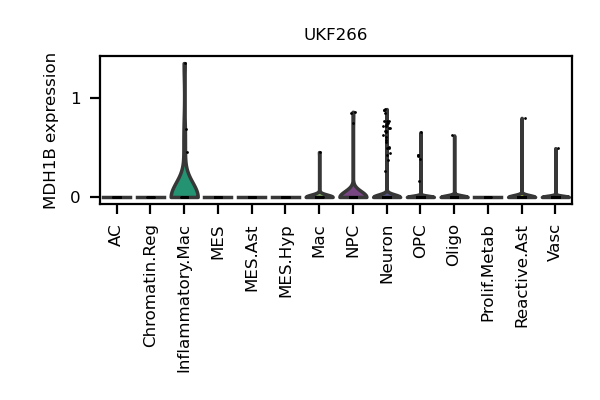 UKF266
MDH1B expression
1
0
AC
Chromatin.Reg
Inflammatory.Mac
MES
MES.Ast
MES.Hyp
Mac
NPC
Neuron
OPC
Oligo
Prolif.Metab
Reactive.Ast
Vasc